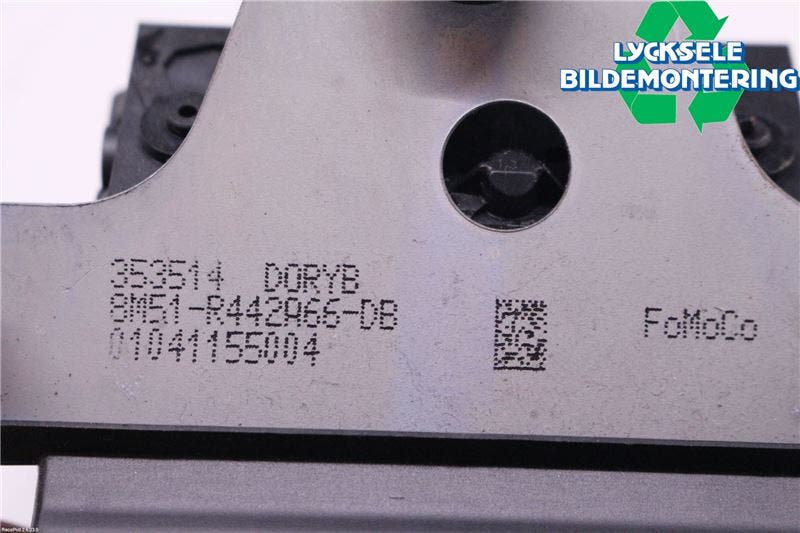 LYCKSELE
BILDEMONTERING
353514 DORYB
8M51-R442A66-DB
01041155004
FoMoCo